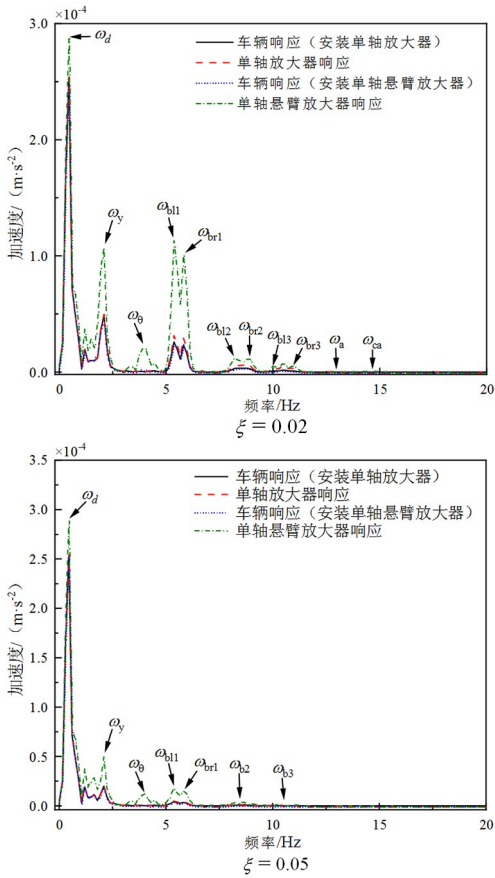 ×10⁻⁴
3.0
2.0
1.0
0.0
加速度/（m·s⁻²）
ω_d
车辆响应（安装单轴放大器）
单轴放大器响应
车辆响应（安装单轴悬臂放大器）
单轴悬臂放大器响应
ω_y
ω_bl1
ω_br1
ω_θ
ω_bl2
ω_br2
ω_bl3
ω_br3
ω_a
ω_ca
0 5 10 15 20
频率/Hz
ξ = 0.02
×10⁻⁴
3.5
3.0
2.5
2.0
1.5
1.0
0.5
0.0
加速度/（m·s⁻²）
ω_d
车辆响应（安装单轴放大器）
单轴放大器响应
车辆响应（安装单轴悬臂放大器）
单轴悬臂放大器响应
ω_y
ω_θ
ω_bl1
ω_br1
ω_b2
ω_b3
0 5 10 15 20
频率/Hz
ξ = 0.05